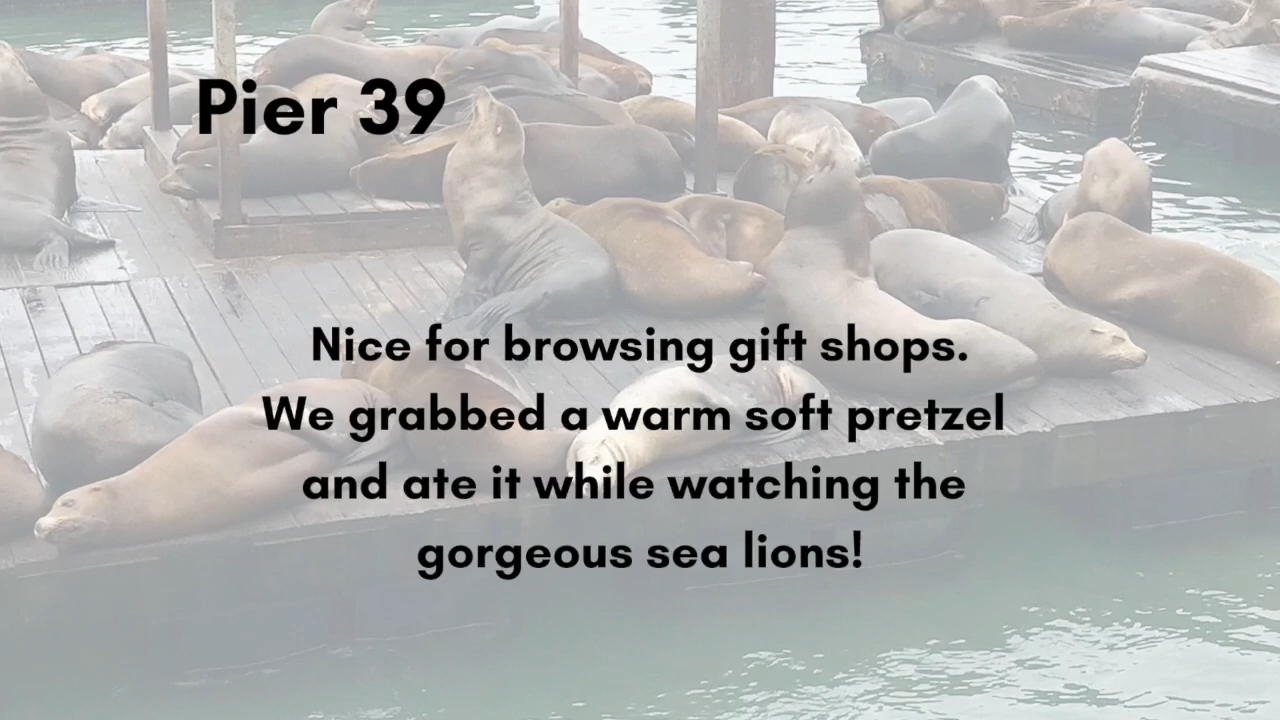 Pier 39
Nice for browsing gift shops.
We grabbed a warm soft pretzel
and ate it while watching the
gorgeous sea lions!